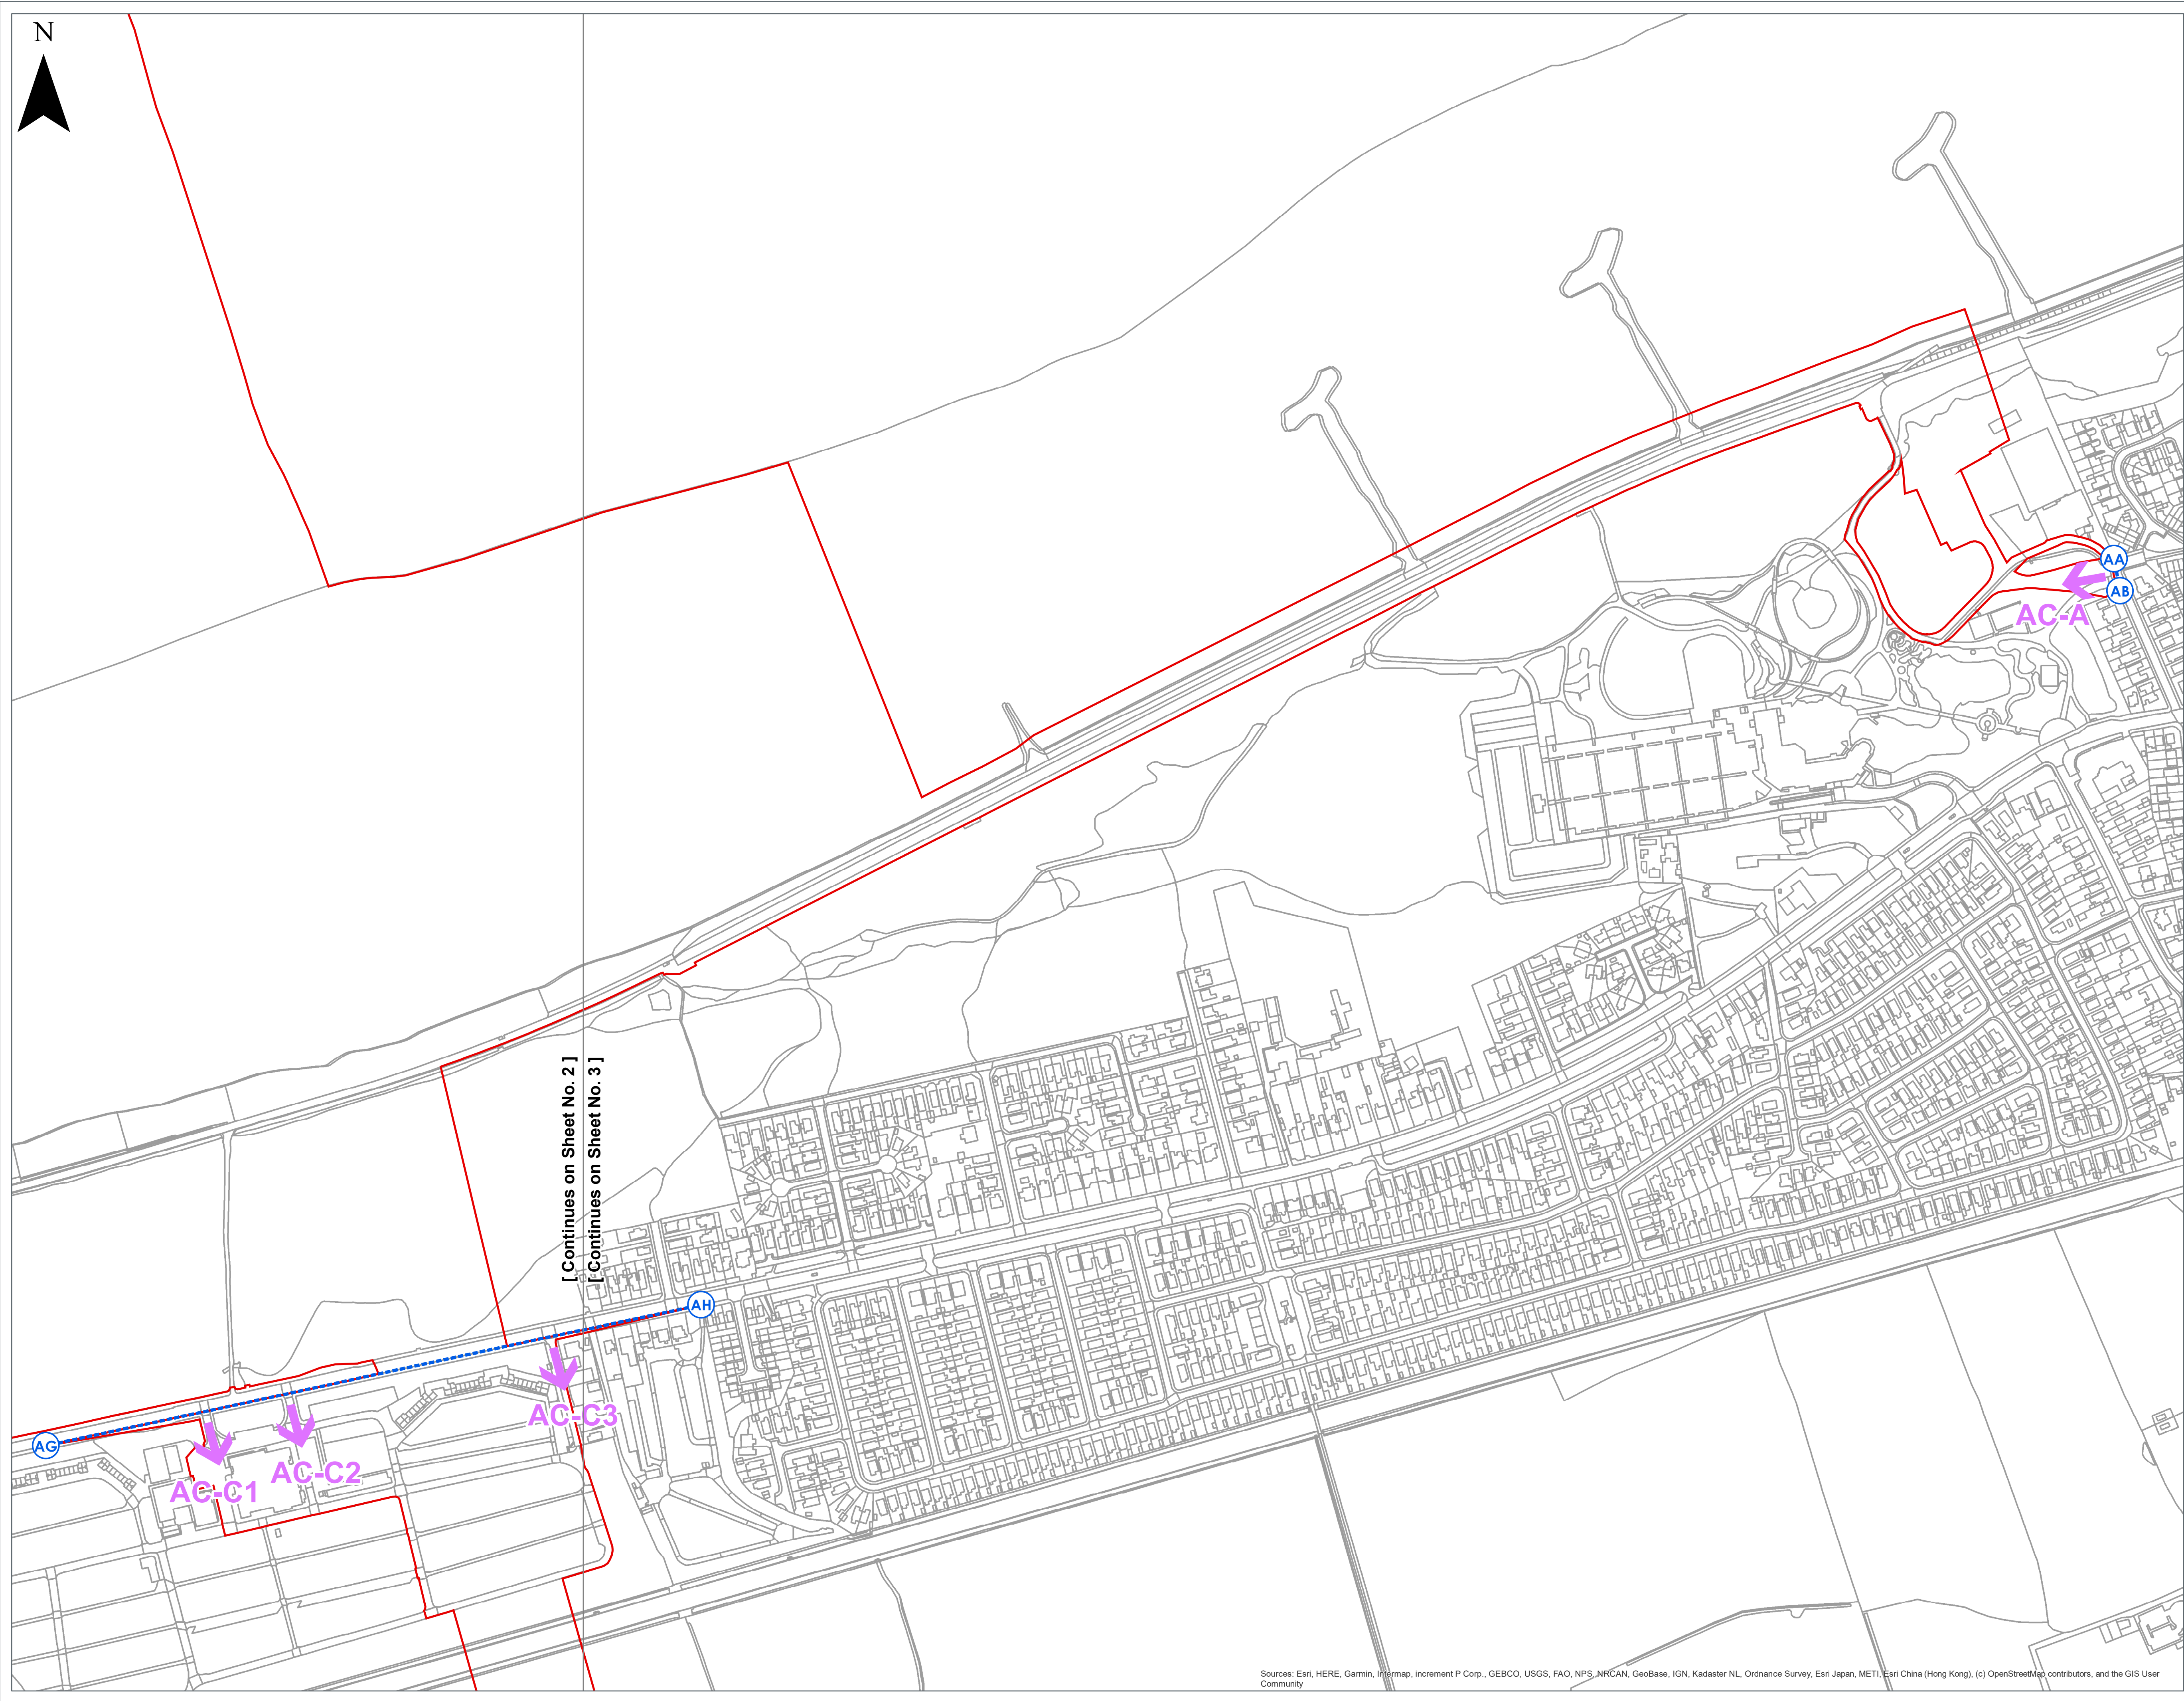 N
AA
AB
AC-A
[ Continues on Sheet No. 2 ]
[ Continues on Sheet No. 3 ]
AH
AC-C3
AG
AC-C2
AC-C1
Sources: Esri, HERE, Garmin, Intermap, increment P Corp., GEBCO, USGS, FAO, NPS, NRCAN, GeoBase, IGN, Kadaster NL, Ordnance Survey, Esri Japan, METI, Esri China (Hong Kong), (c) OpenStreetMap contributors, and the GIS User
Community